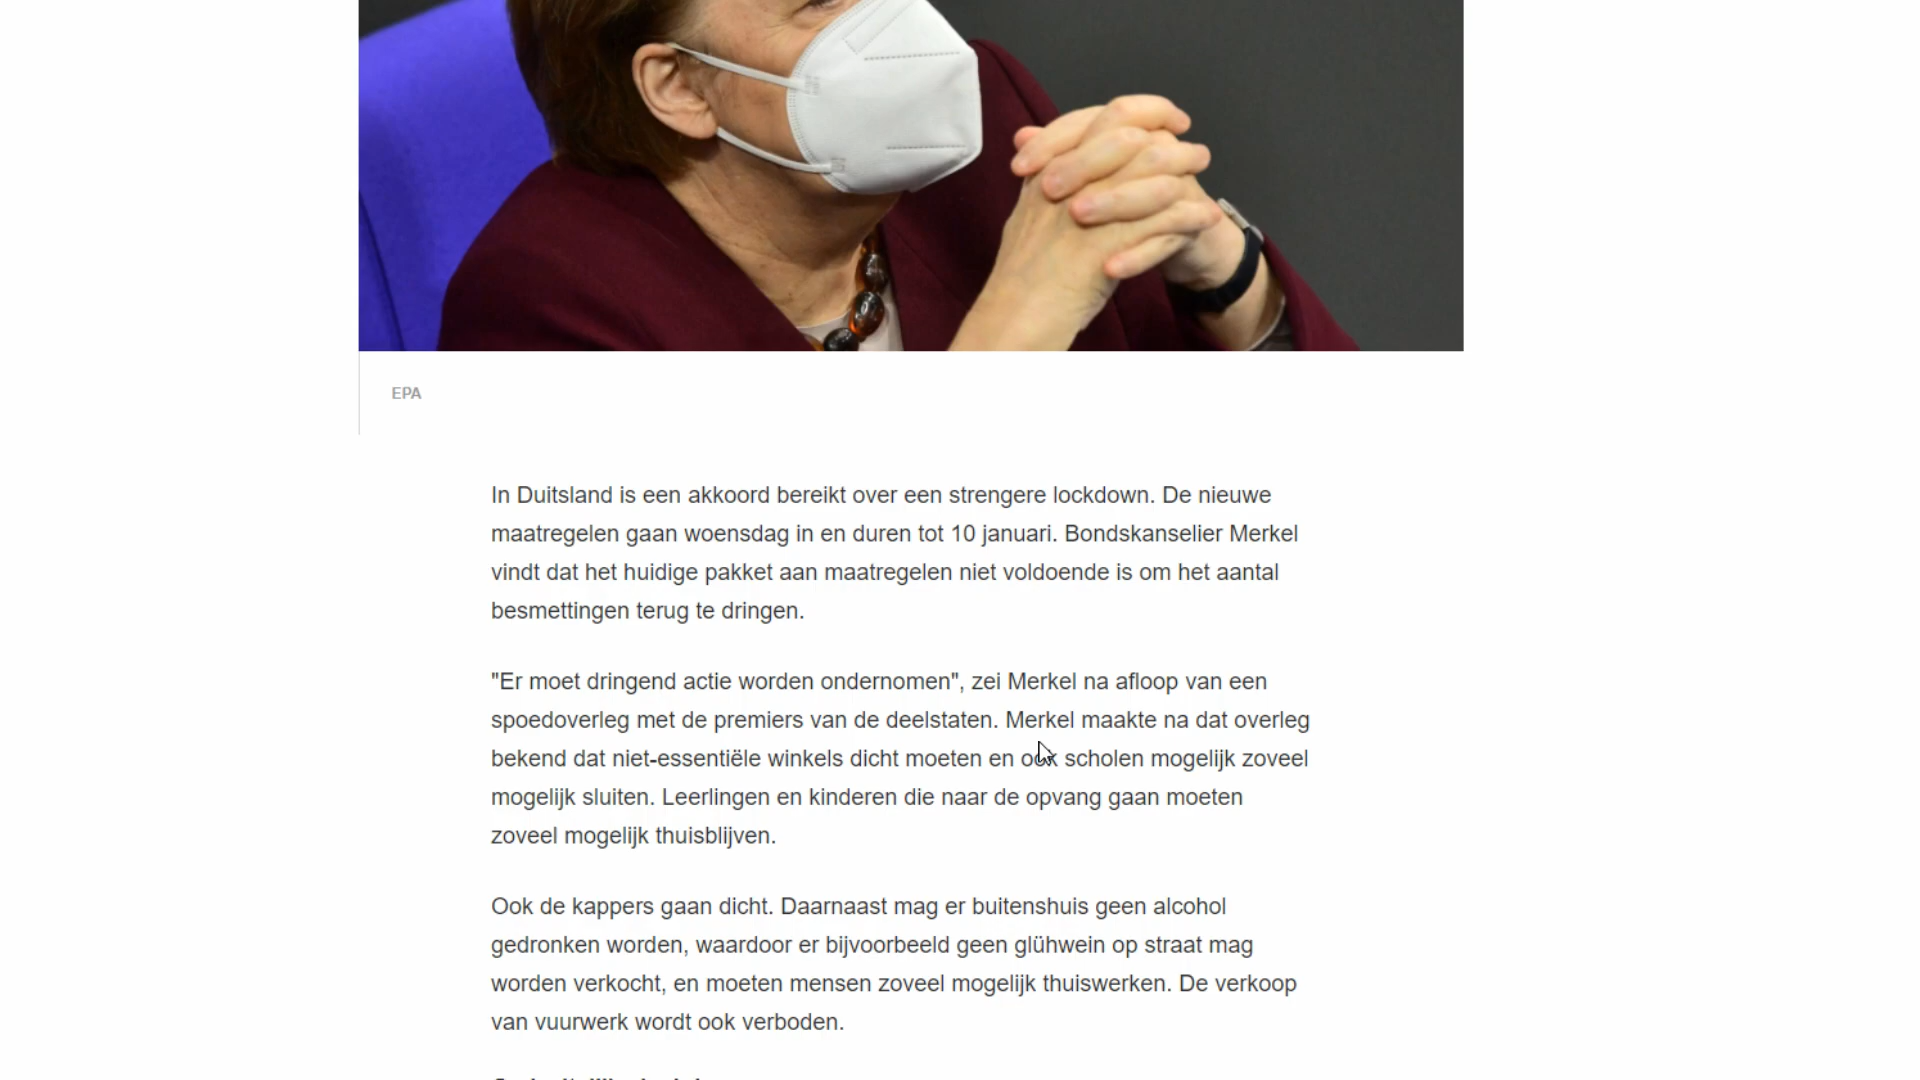 EPA
In Duitsland is een akkoord bereikt over een strengere lockdown. De nieuwe
maatregelen gaan woensdag in en duren tot 10 januari. Bondskanselier Merkel
vindt dat het huidige pakket aan maatregelen niet voldoende is om het aantal
besmettingen terug te dringen.
"Er moet dringend actie worden ondernomen", zei Merkel na afloop van een
spoedoverleg met de premiers van de deelstaten. Merkel maakte na dat overleg
bekend dat niet-essentiële winkels dicht moeten en ook scholen mogelijk zoveel
mogelijk sluiten. Leerlingen en kinderen die naar de opvang gaan moeten
zoveel mogelijk thuisblijven.
Ook de kappers gaan dicht. Daarnaast mag er buitenshuis geen alcohol
gedronken worden, waardoor er bijvoorbeeld geen glühwein op straat mag
worden verkocht, en moeten mensen zoveel mogelijk thuiswerken. De verkoop
van vuurwerk wordt ook verboden.